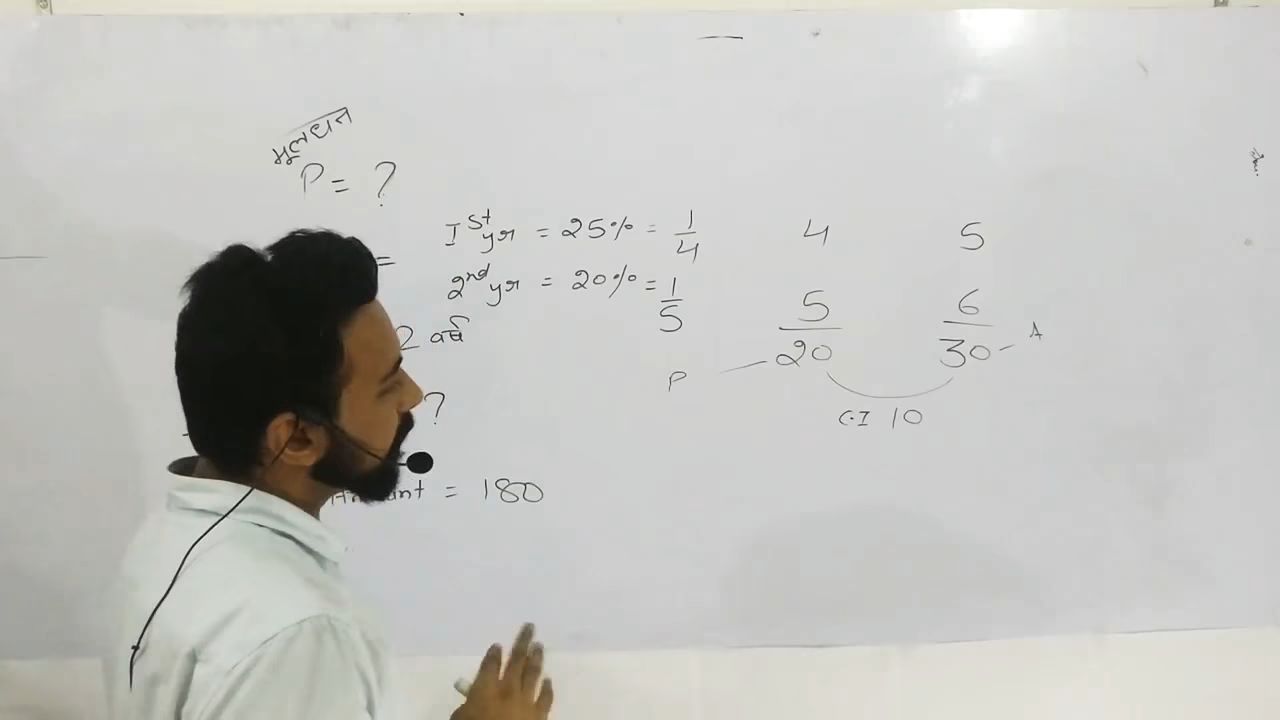 मूलधन
P = ?
=
Ist yr = 25% = 1/4 4 5
2nd yr = 20% = 1/5 5 6
2 वर्ष
20 30 - A
P
C.I 10
?
Amount = 180